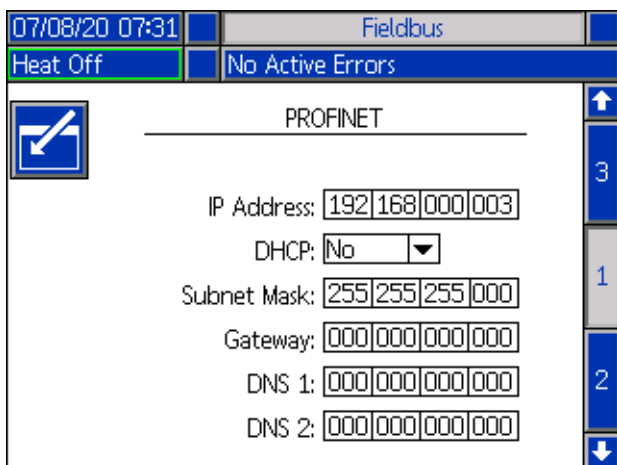 07/08/20 07:31 Fieldbus
Heat Off No Active Errors
PROFINET
3
IP Address: 192 168 000 003
DHCP: No
1
Subnet Mask: 255 255 255 000
Gateway: 000 000 000 000
DNS 1: 000 000 000 000
2
DNS 2: 000 000 000 000